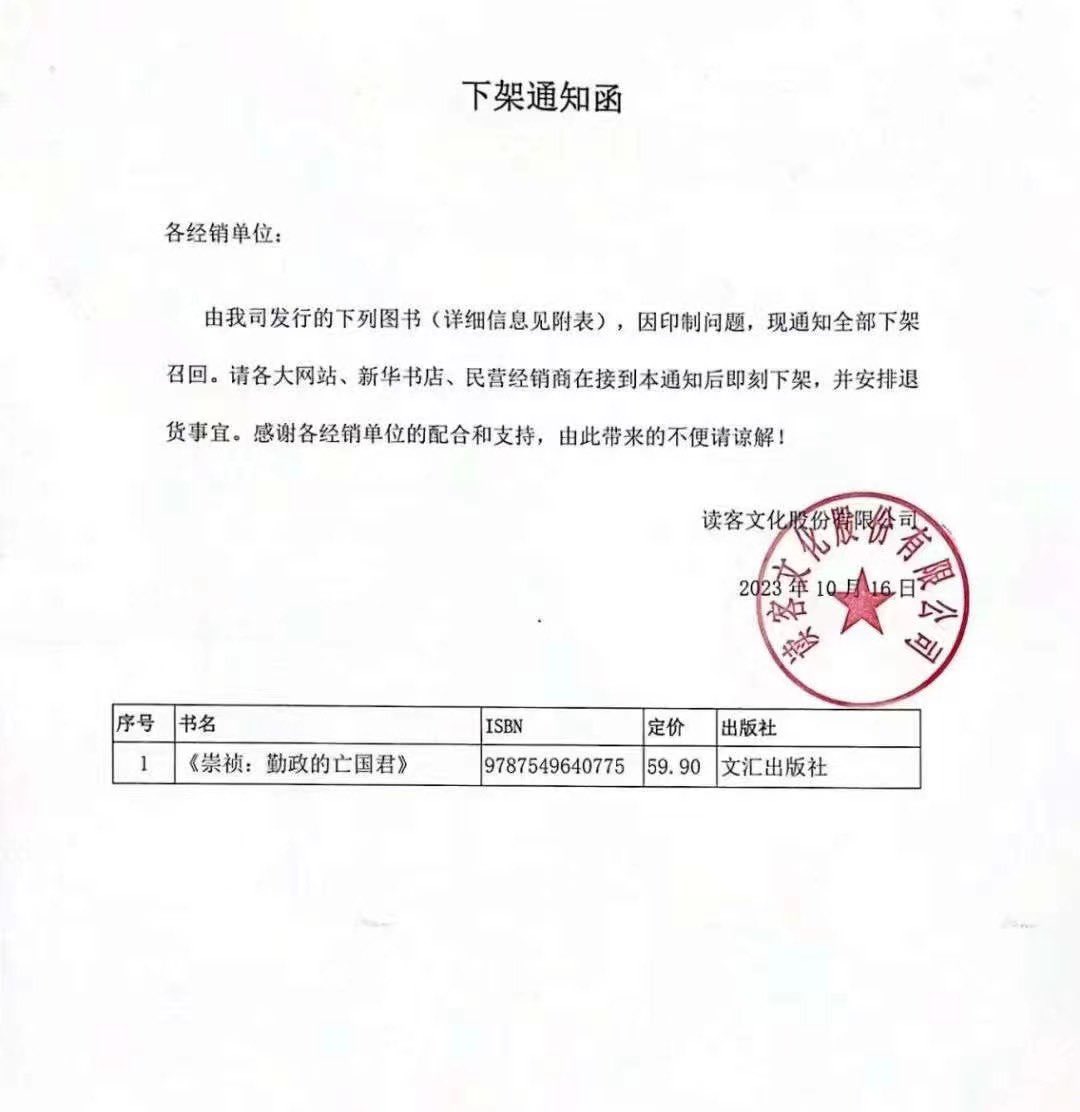 下架通知函
各经销单位：
由我司发行的下列图书（详细信息见附表），因印制问题，现通知全部下架
召回。请各大网站、新华书店、民营经销商在接到本通知后即刻下架，并安排退
货事宜。感谢各经销单位的配合和支持，由此带来的不便请谅解！
读客文化股份有限公司
2023 年 10 月 16 日
读客文化股份有限公司
序号 书名 ISBN 定价 出版社
1 《崇祯：勤政的亡国君》 9787549640775 59.90 文汇出版社